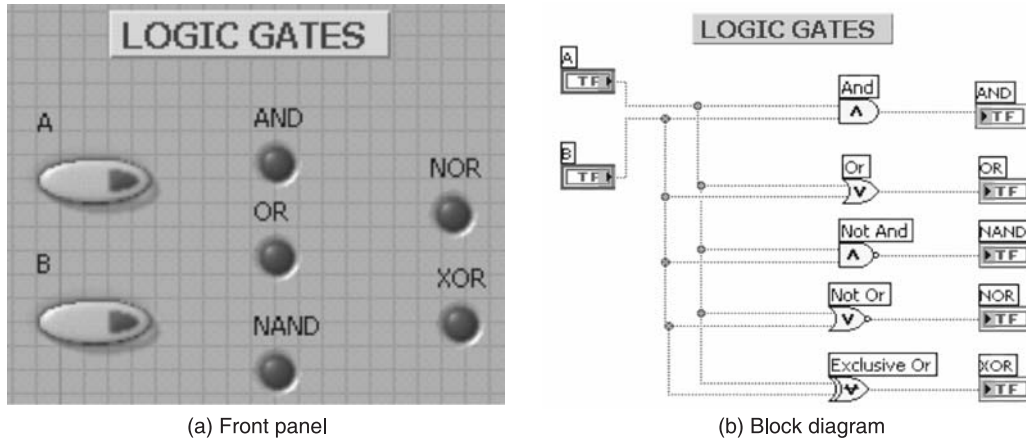 LOGIC GATES
A
AND
NOR
OR
B
XOR
NAND
(a) Front panel
LOGIC GATES
A
TF
And
AND
TF
B
TF
Or
OR
TF
Not And
NAND
TF
Not Or
NOR
TF
Exclusive Or
XOR
TF
(b) Block diagram